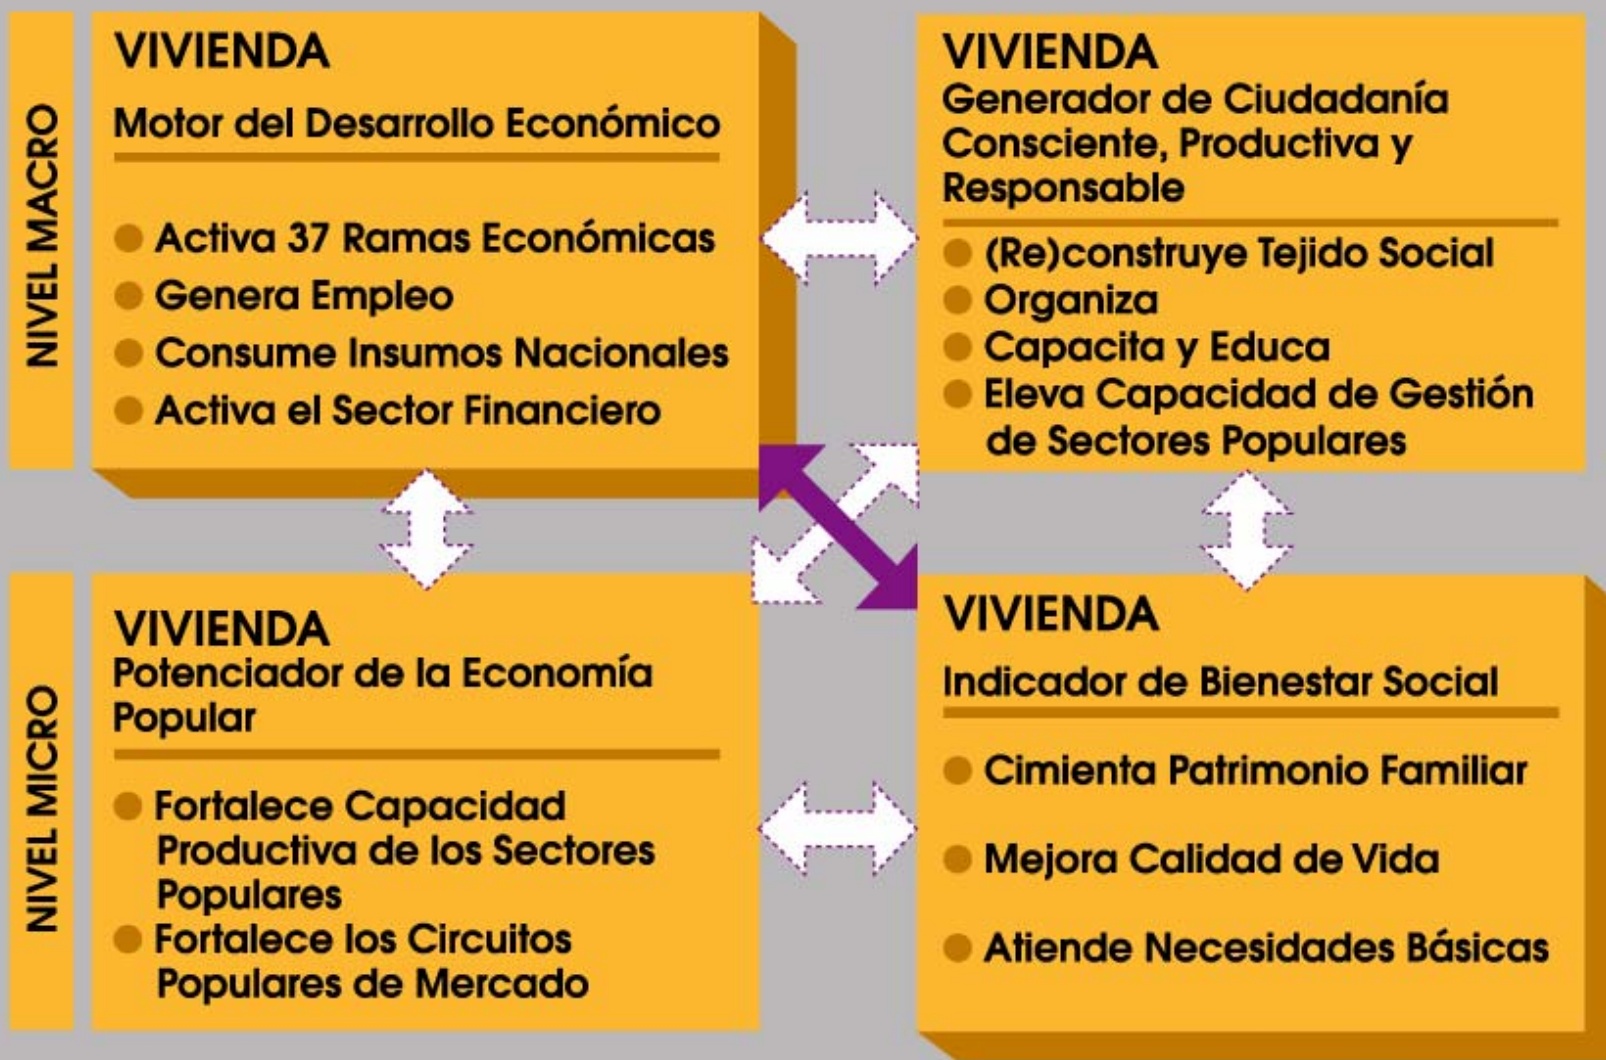 NIVEL MACRO
VIVIENDA
Motor del Desarrollo Económico
Activa 37 Ramas Económicas
Genera Empleo
Consume Insumos Nacionales
Activa el Sector Financiero
VIVIENDA
Generador de Ciudadanía
Consciente, Productiva y
Responsable
(Re)construye Tejido Social
Organiza
Capacita y Educa
Eleva Capacidad de Gestión
de Sectores Populares
NIVEL MICRO
VIVIENDA
Potenciador de la Economía
Popular
Fortalece Capacidad
Productiva de los Sectores
Populares
Fortalece los Circuitos
Populares de Mercado
VIVIENDA
Indicador de Bienestar Social
Cimienta Patrimonio Familiar
Mejora Calidad de Vida
Atiende Necesidades Básicas